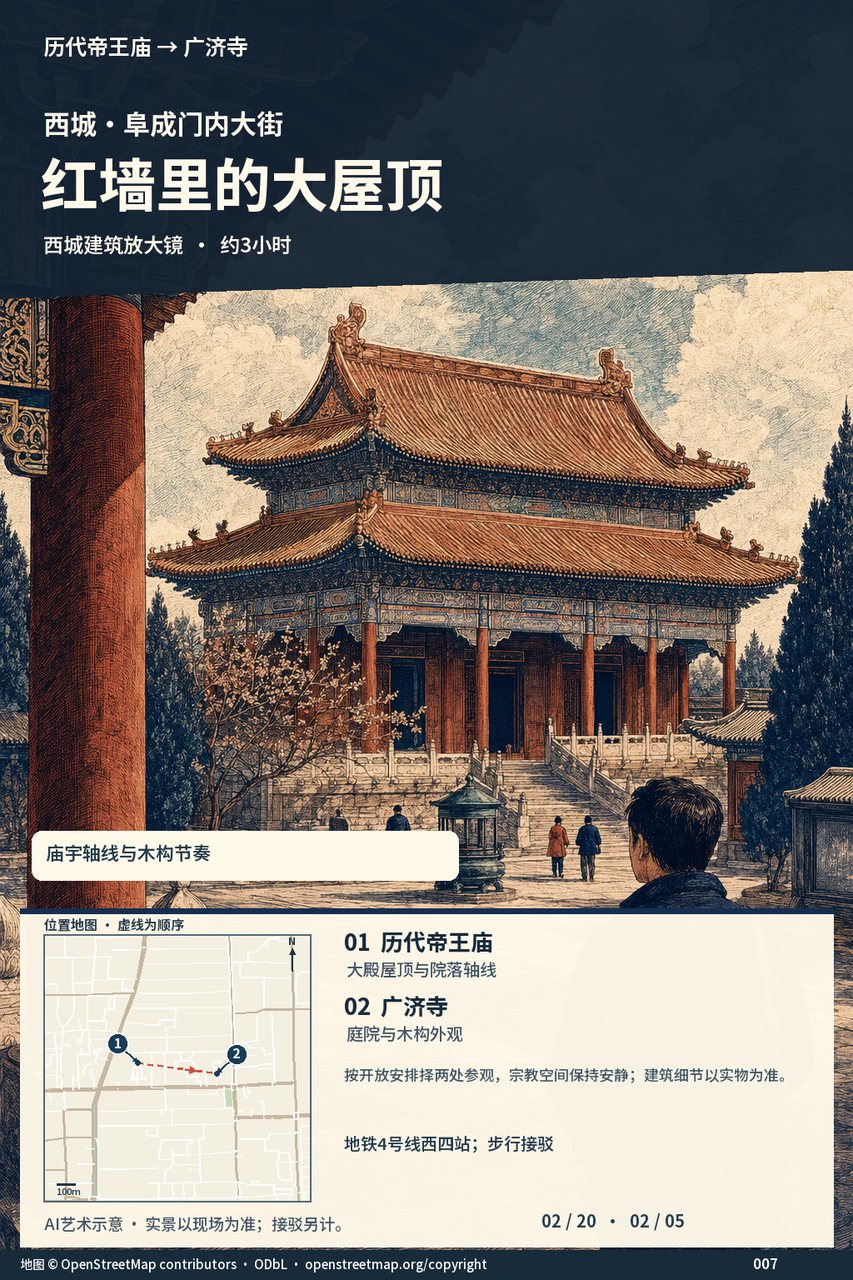 历代帝王庙 → 广济寺
西城·阜成门内大街
红墙里的大屋顶
西城建筑放大镜 · 约3小时
庙宇轴线与木构节奏
位置地图 · 虚线为顺序
N
1
2
100m
01 历代帝王庙
大殿屋顶与院落轴线
02 广济寺
庭院与木构外观
按开放安排择两处参观，宗教空间保持安静；建筑细节以实物为准。
地铁4号线西四站；步行接驳
AI艺术示意 · 实景以现场为准；接驳另计。
02 / 20 · 02 / 05
地图 © OpenStreetMap contributors · ODbL · openstreetmap.org/copyright
007